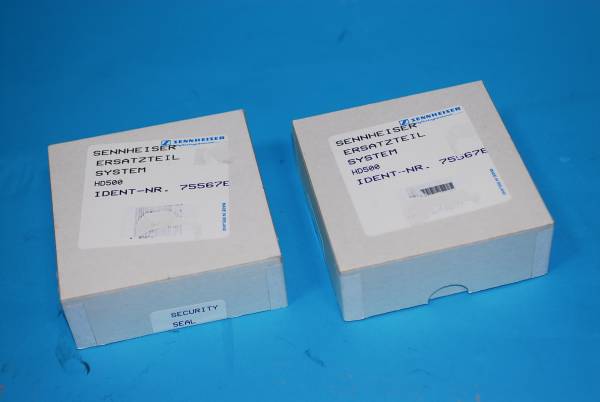 SENNHEISER
SENNHEISER
ERSATZTEIL
SYSTEM
HD500
IDENT-NR. 75567E
SECURITY
SEAL
SENNHEISER
SENNHEISER
ERSATZTEIL
SYSTEM
HD500
IDENT-NR. 75567E